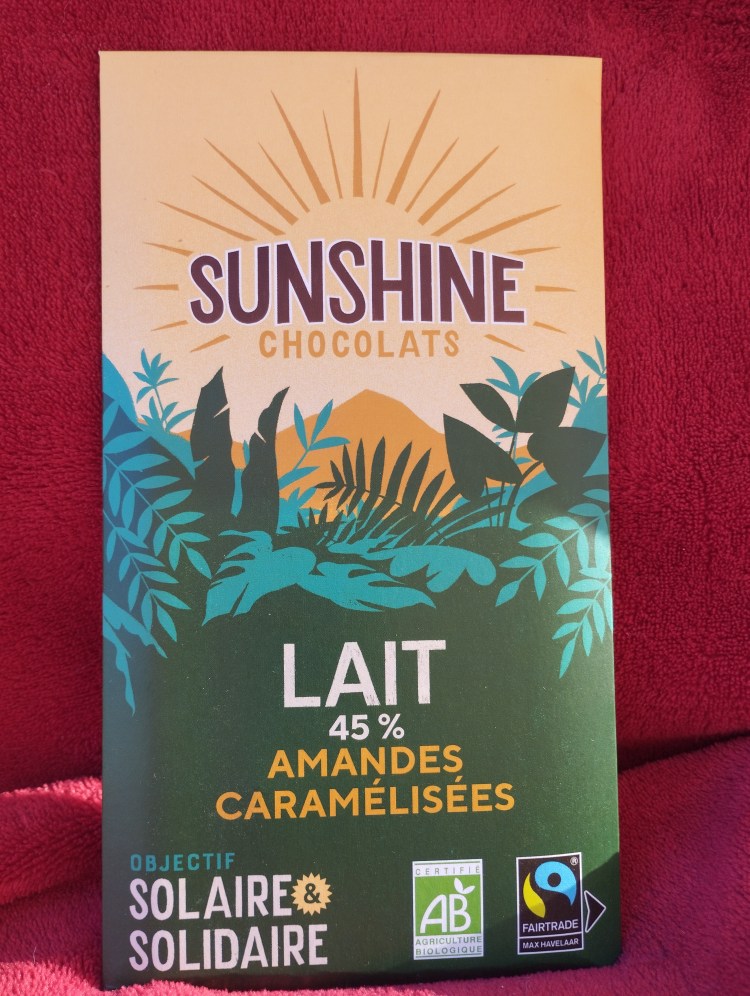 SUNSHINE
CHOCOLATS
LAIT
45 %
AMANDES
CARAMÉLISÉES
OBJECTIF
SOLAIRE &
SOLIDAIRE
CERTIFIÉ
AB
AGRICULTURE
BIOLOGIQUE
®
FAIRTRADE
MAX HAVELAAR